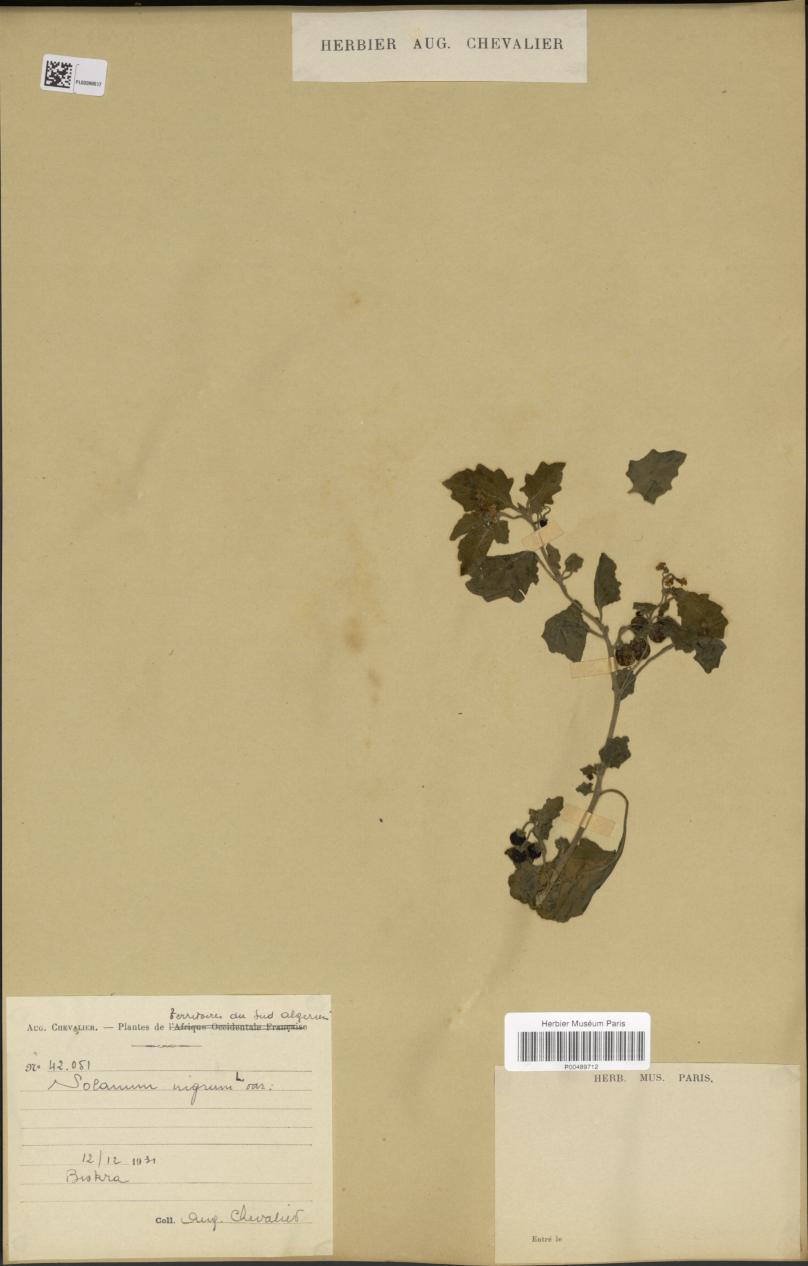 HERBIER AUG. CHEVALIER
Territoires du Sud algérien
AUG. CHEVALIER. — Plantes de l'Afrique Occidentale Française
No 42.051
Solanum nigrum L var:
12/12 1931
Biskra
Coll. Aug. Chevalier
Herbier Muséum Paris
P00489712
HERB. MUS. PARIS.
Entré le